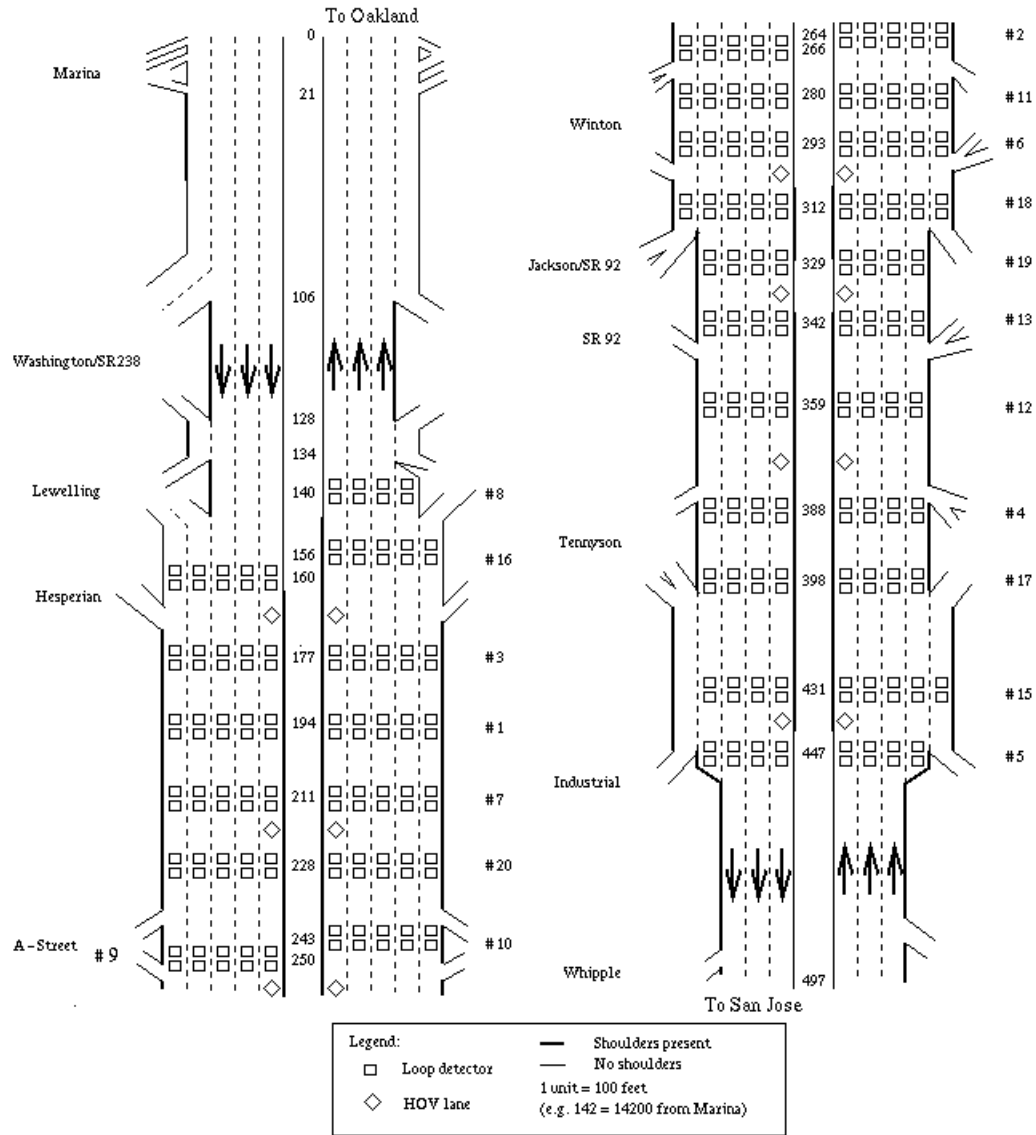 To Oakland
0
Marina
21
106
Washington/SR238
128
134
Lewelling
140 #8
156 #16
160
Hesperian
177 #3
194 #1
211 #7
228 #20
243 #10
A-Street #9 250
264 #2
266
280 #11
Winton
293 #6
312 #18
Jackson/SR 92 329 #19
342 #13
SR 92
359 #12
388 #4
Tennyson
398 #17
431 #15
447 #5
Industrial
Whipple
497
To San Jose
Legend:
Loop detector
HOV lane
Shoulders present
No shoulders
1 unit = 100 feet
(e.g. 142 = 14200 from Marina)